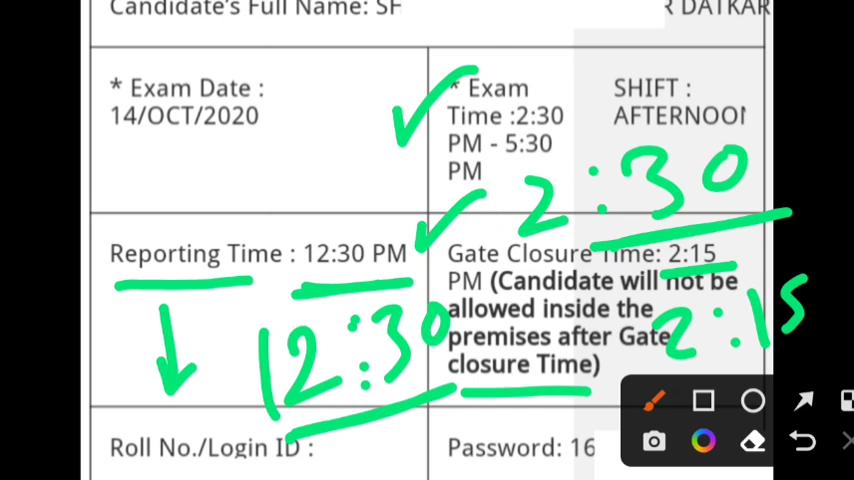 Candidate's Full Name: SF R DATKAR
* Exam Date :
14/OCT/2020
* Exam
Time :2:30
PM - 5:30
PM
SHIFT :
AFTERNOON
2:30
Reporting Time : 12:30 PM
12:30
Gate Closure Time: 2:15
PM (Candidate will not be
allowed inside the
premises after Gate
closure Time)
2:15
Roll No./Login ID :
Password: 16